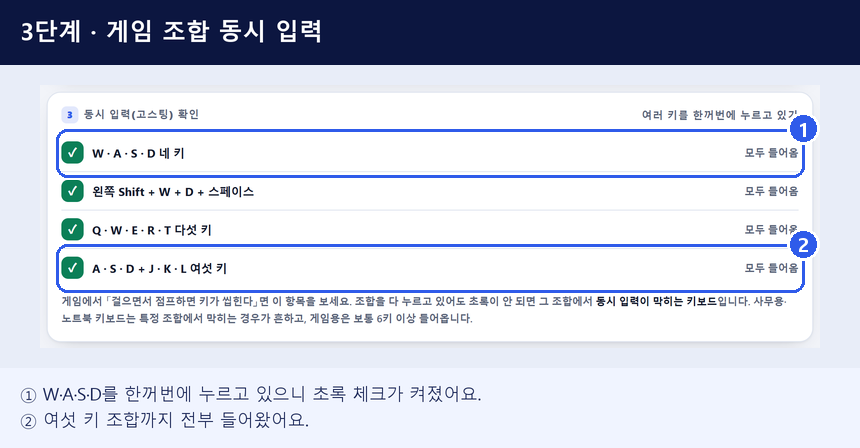 3단계 · 게임 조합 동시 입력
3 동시 입력(고스팅) 확인 여러 키를 한꺼번에 누르고 있기
1
W · A · S · D 네 키 모두 들어옴
왼쪽 Shift + W + D + 스페이스 모두 들어옴
Q · W · E · R · T 다섯 키 모두 들어옴
2
A · S · D + J · K · L 여섯 키 모두 들어옴
게임에서 「걸으면서 점프하면 키가 씹힌다」면 이 항목을 보세요. 조합을 다 누르고 있어도 초록이 안 되면 그 조합에서 동시 입력이 막히는 키보드입니다. 사무용·
노트북 키보드는 특정 조합에서 막히는 경우가 흔하고, 게임용은 보통 6키 이상 들어옵니다.
① W·A·S·D를 한꺼번에 누르고 있으니 초록 체크가 켜졌어요.
② 여섯 키 조합까지 전부 들어왔어요.